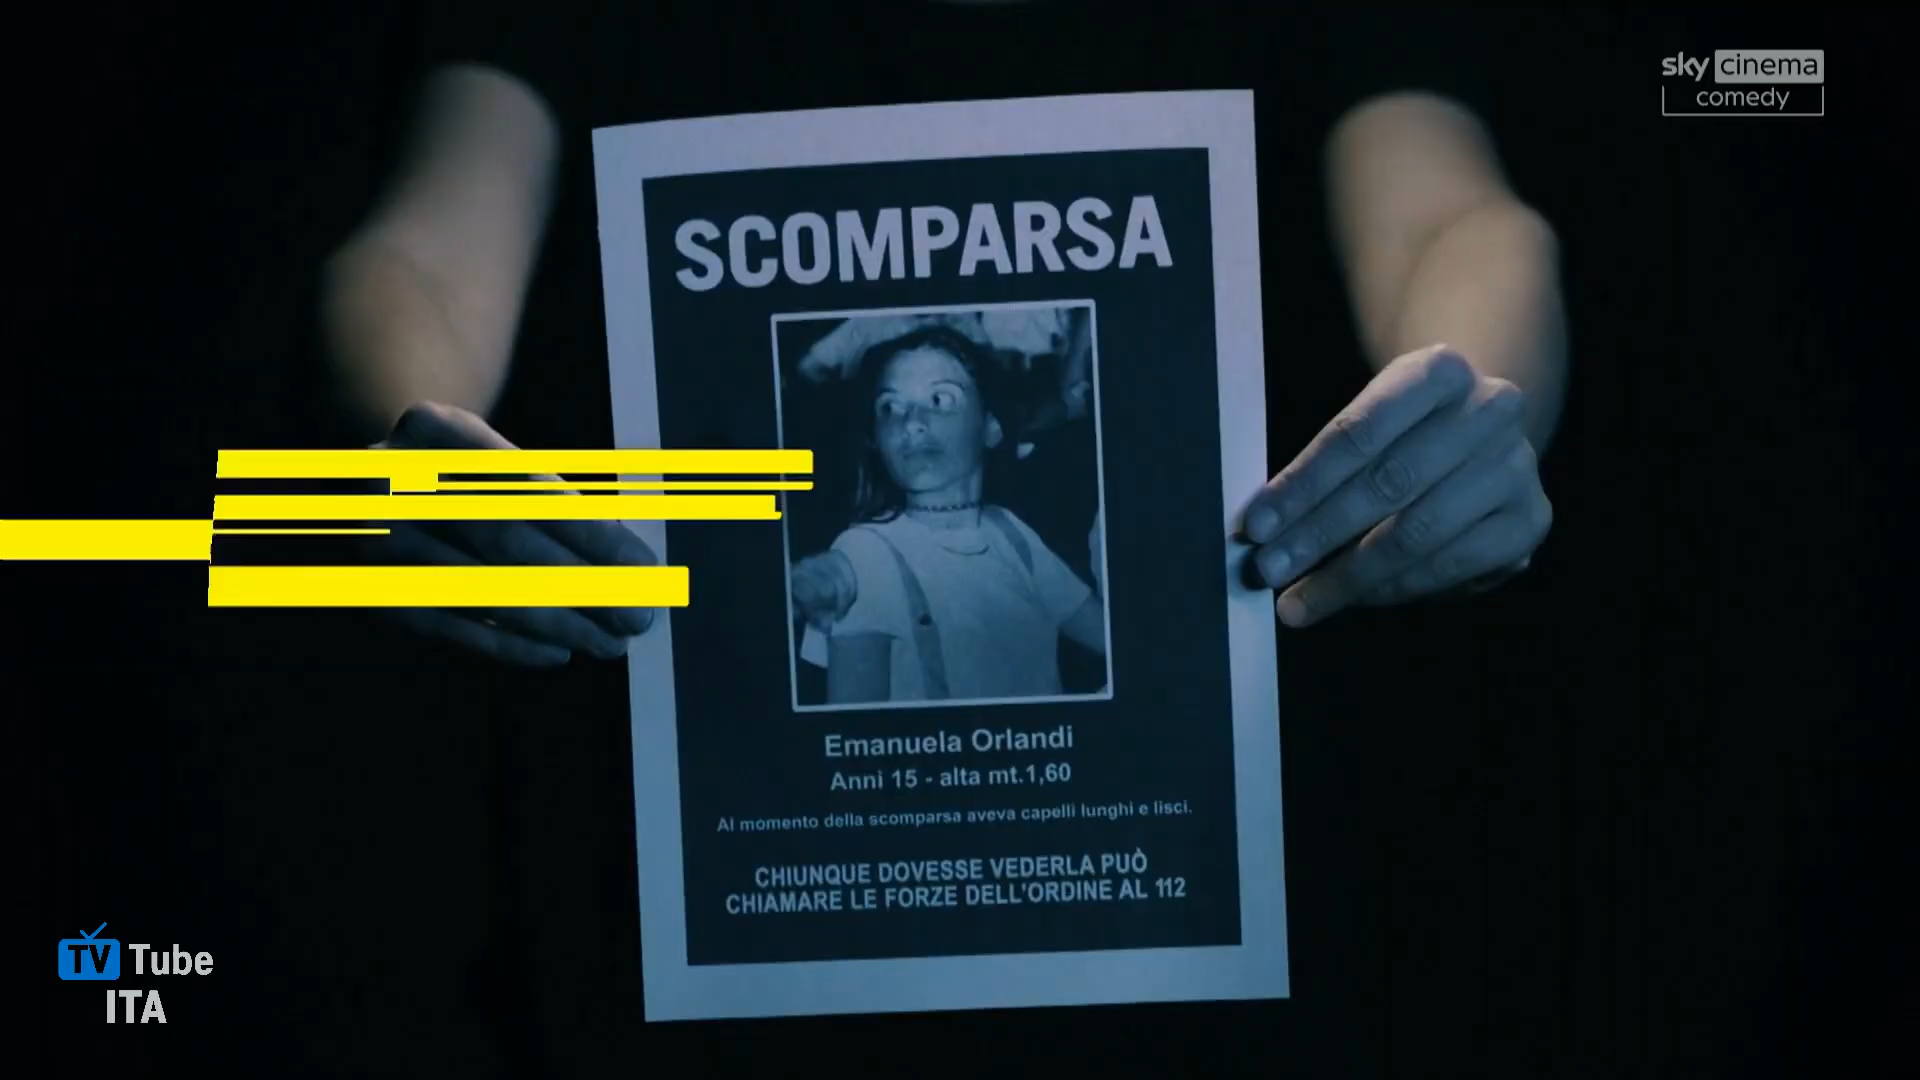 sky cinema
comedy
SCOMPARSA
Emanuela Orlandi
Anni 15 - alta mt.1,60
Al momento della scomparsa aveva capelli lunghi e lisci.
CHIUNQUE DOVESSE VEDERLA PUÒ
CHIAMARE LE FORZE DELL'ORDINE AL 112
TV Tube
ITA